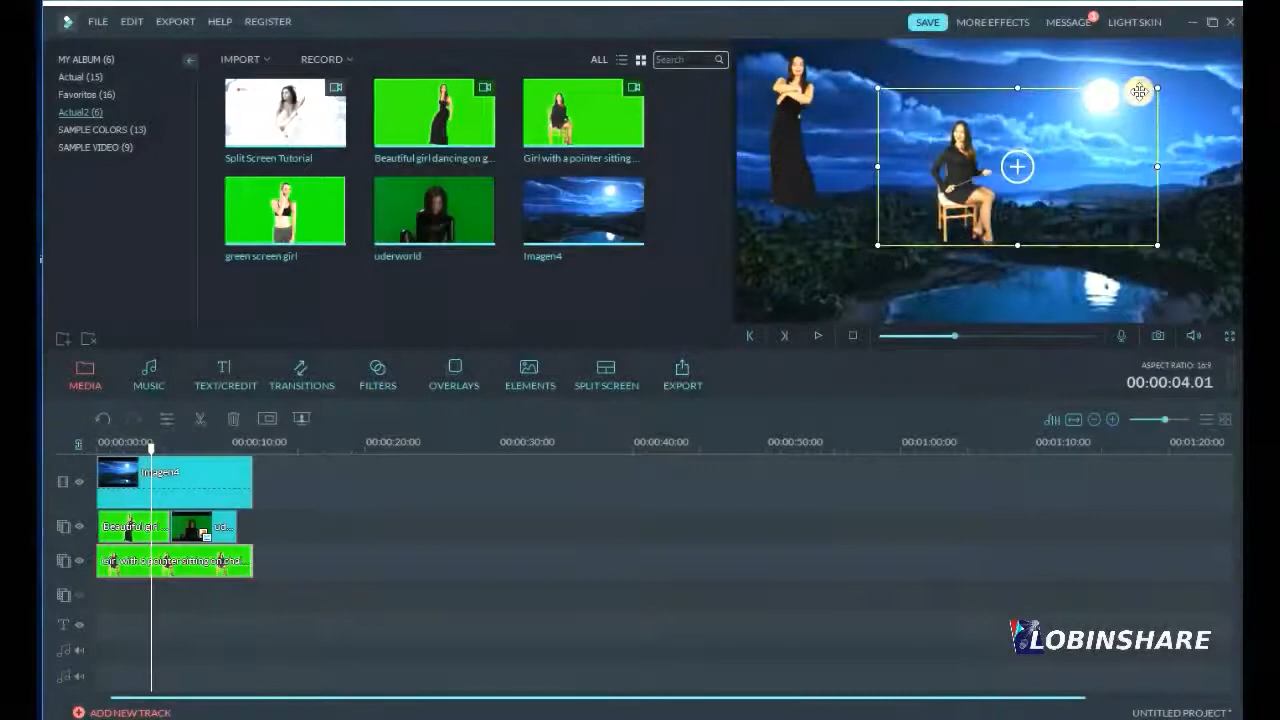 FILE EDIT EXPORT HELP REGISTER SAVE MORE EFFECTS MESSAGE LIGHT SKIN
MY ALBUM (6)
Actual (15)
Favoritos (16)
Actual2 (6)
SAMPLE COLORS (13)
SAMPLE VIDEO (9)
IMPORT RECORD ALL Search
Split Screen Tutorial Beautiful girl dancing on g... Girl with a pointer sitting ...
green screen girl uderworld Imagen4
MEDIA MUSIC TEXT/CREDIT TRANSITIONS FILTERS OVERLAYS ELEMENTS SPLIT SCREEN EXPORT
ASPECT RATIO: 16:9
00:00:04.01
00:00:00:00 00:00:10:00 00:00:20:00 00:00:30:00 00:00:40:00 00:00:50:00 00:01:00:00 00:01:10:00 00:01:20:00
Imagen4
Beautiful girl ... ud...
Girl with a pointer sitting on and...
LOBINSHARE
ADD NEW TRACK UNTITLED PROJECT *